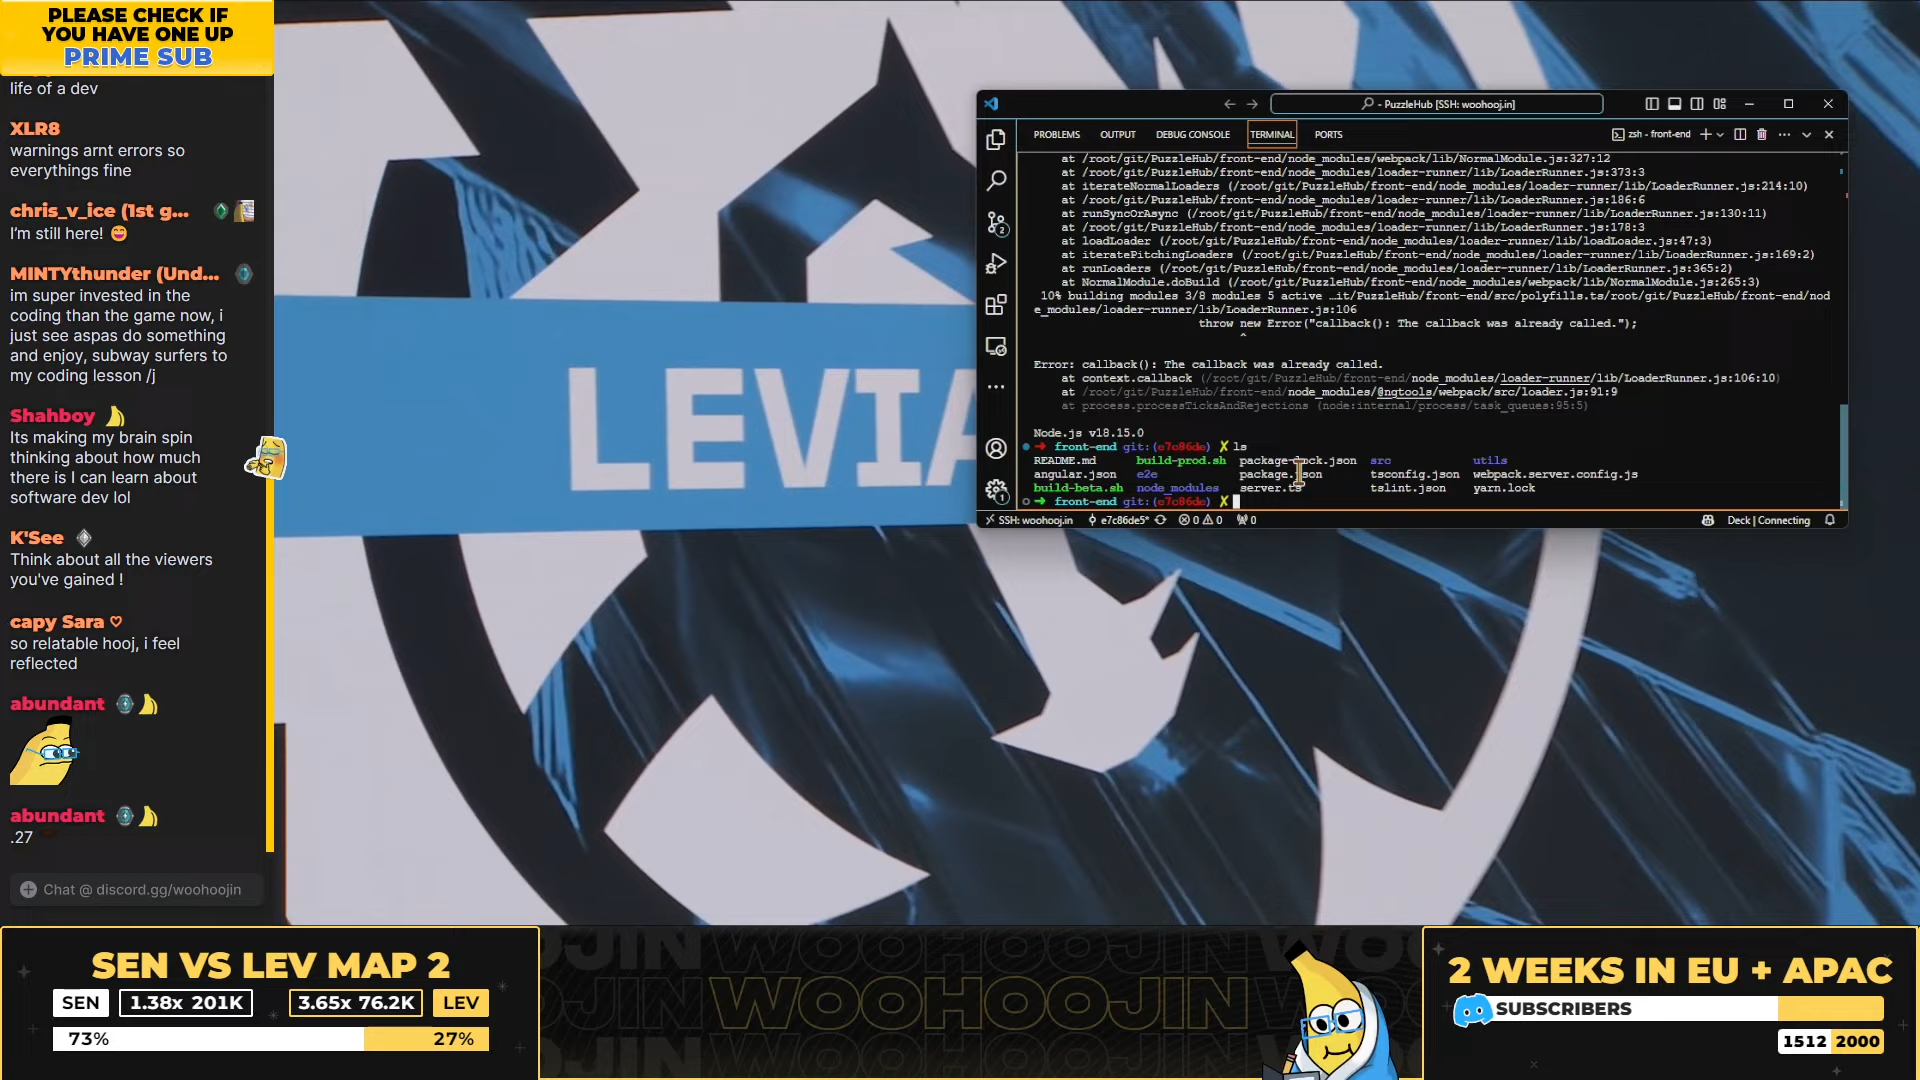 PLEASE CHECK IF
YOU HAVE ONE UP
PRIME SUB
life of a dev
XLR8
warnings arnt errors so
everythings fine
chris_v_ice (1st g...
I'm still here!
MINTYthunder (Und...
im super invested in the
coding than the game now, i
just see aspas do something
and enjoy, subway surfers to
my coding lesson /j
Shahboy
Its making my brain spin
thinking about how much
there is I can learn about
software dev lol
K'See
Think about all the viewers
you've gained !
capy Sara ♡
so relatable hooj, i feel
reflected
abundant
abundant
.27
Chat @ discord.gg/woohoojin
LEVIA
- PuzzleHub [SSH: woohooj.in]
PROBLEMS OUTPUT DEBUG CONSOLE TERMINAL PORTS
zsh - front-end
at /root/git/PuzzleHub/front-end/node_modules/webpack/lib/NormalModule.js:327:12
at /root/git/PuzzleHub/front-end/node_modules/loader-runner/lib/LoaderRunner.js:373:3
at iterateNormalLoaders (/root/git/PuzzleHub/front-end/node_modules/loader-runner/lib/LoaderRunner.js:214:10)
at /root/git/PuzzleHub/front-end/node_modules/loader-runner/lib/LoaderRunner.js:186:6
at runSyncOrAsync (/root/git/PuzzleHub/front-end/node_modules/loader-runner/lib/LoaderRunner.js:130:11)
at /root/git/PuzzleHub/front-end/node_modules/loader-runner/lib/LoaderRunner.js:178:3
at loadLoader (/root/git/PuzzleHub/front-end/node_modules/loader-runner/lib/loadLoader.js:47:3)
at iteratePitchingLoaders (/root/git/PuzzleHub/front-end/node_modules/loader-runner/lib/LoaderRunner.js:169:2)
at runLoaders (/root/git/PuzzleHub/front-end/node_modules/loader-runner/lib/LoaderRunner.js:365:2)
at NormalModule.doBuild (/root/git/PuzzleHub/front-end/node_modules/webpack/lib/NormalModule.js:265:3)
10% building modules 3/8 modules 5 active …it/PuzzleHub/front-end/src/polyfills.ts/root/git/PuzzleHub/front-end/nod
e_modules/loader-runner/lib/LoaderRunner.js:106
throw new Error("callback(): The callback was already called.");
^
Error: callback(): The callback was already called.
at context.callback (/root/git/PuzzleHub/front-end/node_modules/loader-runner/lib/LoaderRunner.js:106:10)
at /root/git/PuzzleHub/front-end/node_modules/@ngtools/webpack/src/loader.js:91:9
at process.processTicksAndRejections (node:internal/process/task_queues:95:5)
Node.js v18.15.0
➜ front-end git:(e7c86de) ✗ ls
README.md build-prod.sh package-lock.json src utils
angular.json e2e package.json tsconfig.json webpack.server.config.js
build-beta.sh node_modules server.ts tslint.json yarn.lock
➜ front-end git:(e7c86de) ✗
SSH: woohooj.in e7c86de5* 0 0 0 Deck | Connecting
2
1
SEN VS LEV MAP 2
SEN 1.38x 201K 3.65x 76.2K LEV
73% 27%
WOOHOOJIN
2 WEEKS IN EU + APAC
SUBSCRIBERS
1512 2000